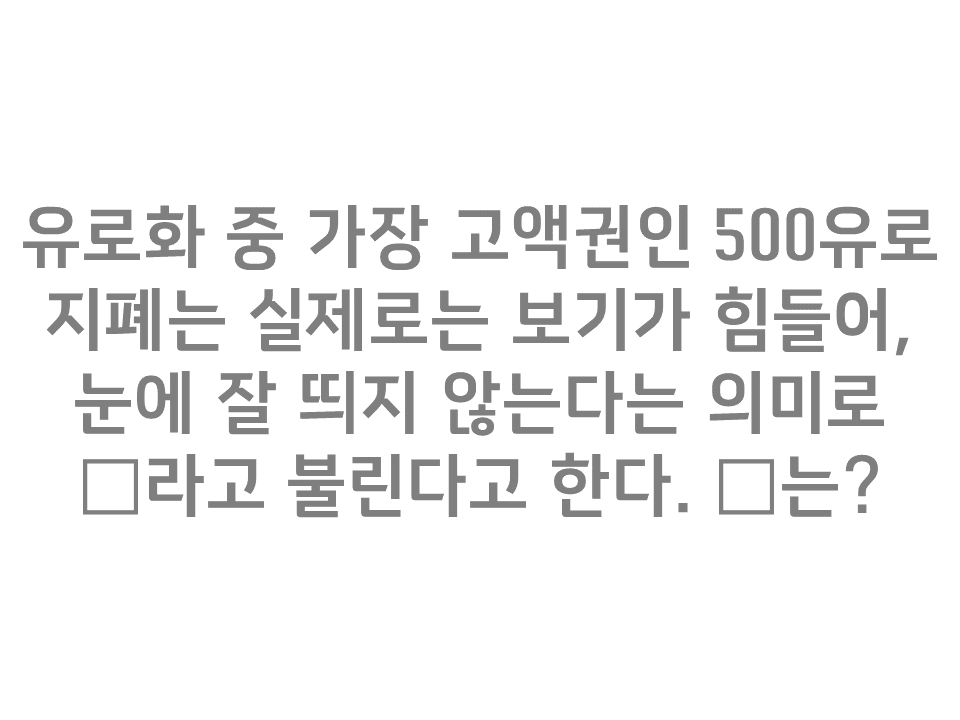 유로화 중 가장 고액권인 500유로
지폐는 실제로는 보기가 힘들어,
눈에 잘 띄지 않는다는 의미로
□라고 불린다고 한다. □는?